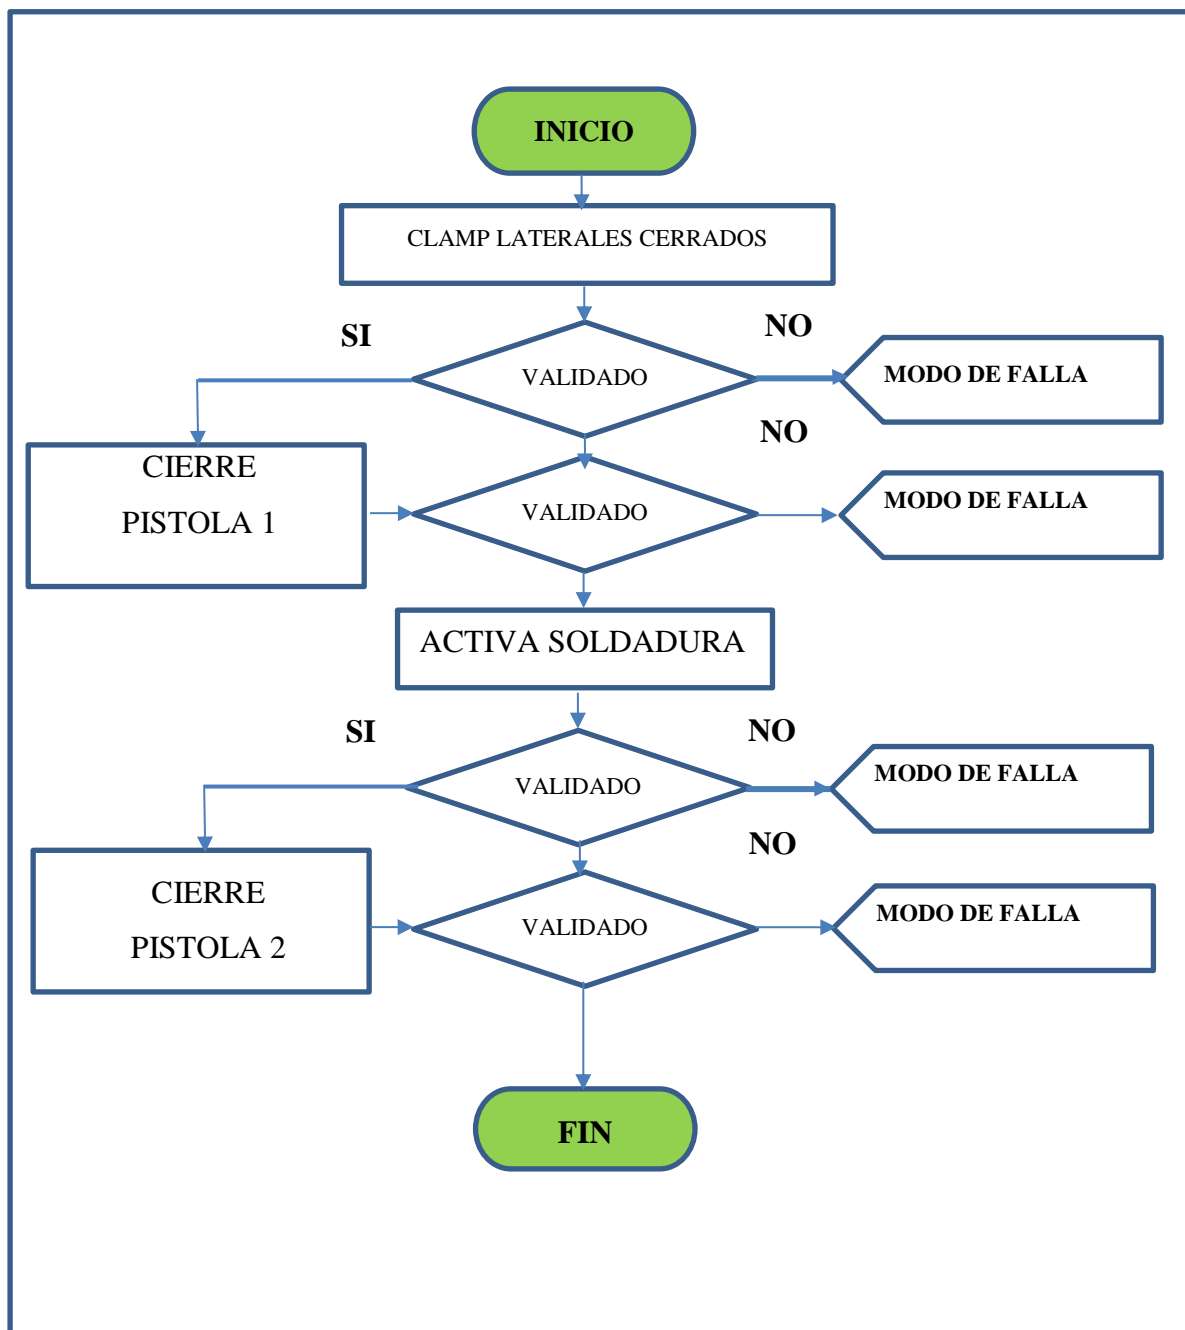 INICIO
CLAMP LATERALES CERRADOS
SI
NO
VALIDADO
MODO DE FALLA
NO
CIERRE
PISTOLA 1
VALIDADO
MODO DE FALLA
ACTIVA SOLDADURA
SI
NO
VALIDADO
MODO DE FALLA
NO
CIERRE
PISTOLA 2
VALIDADO
MODO DE FALLA
FIN